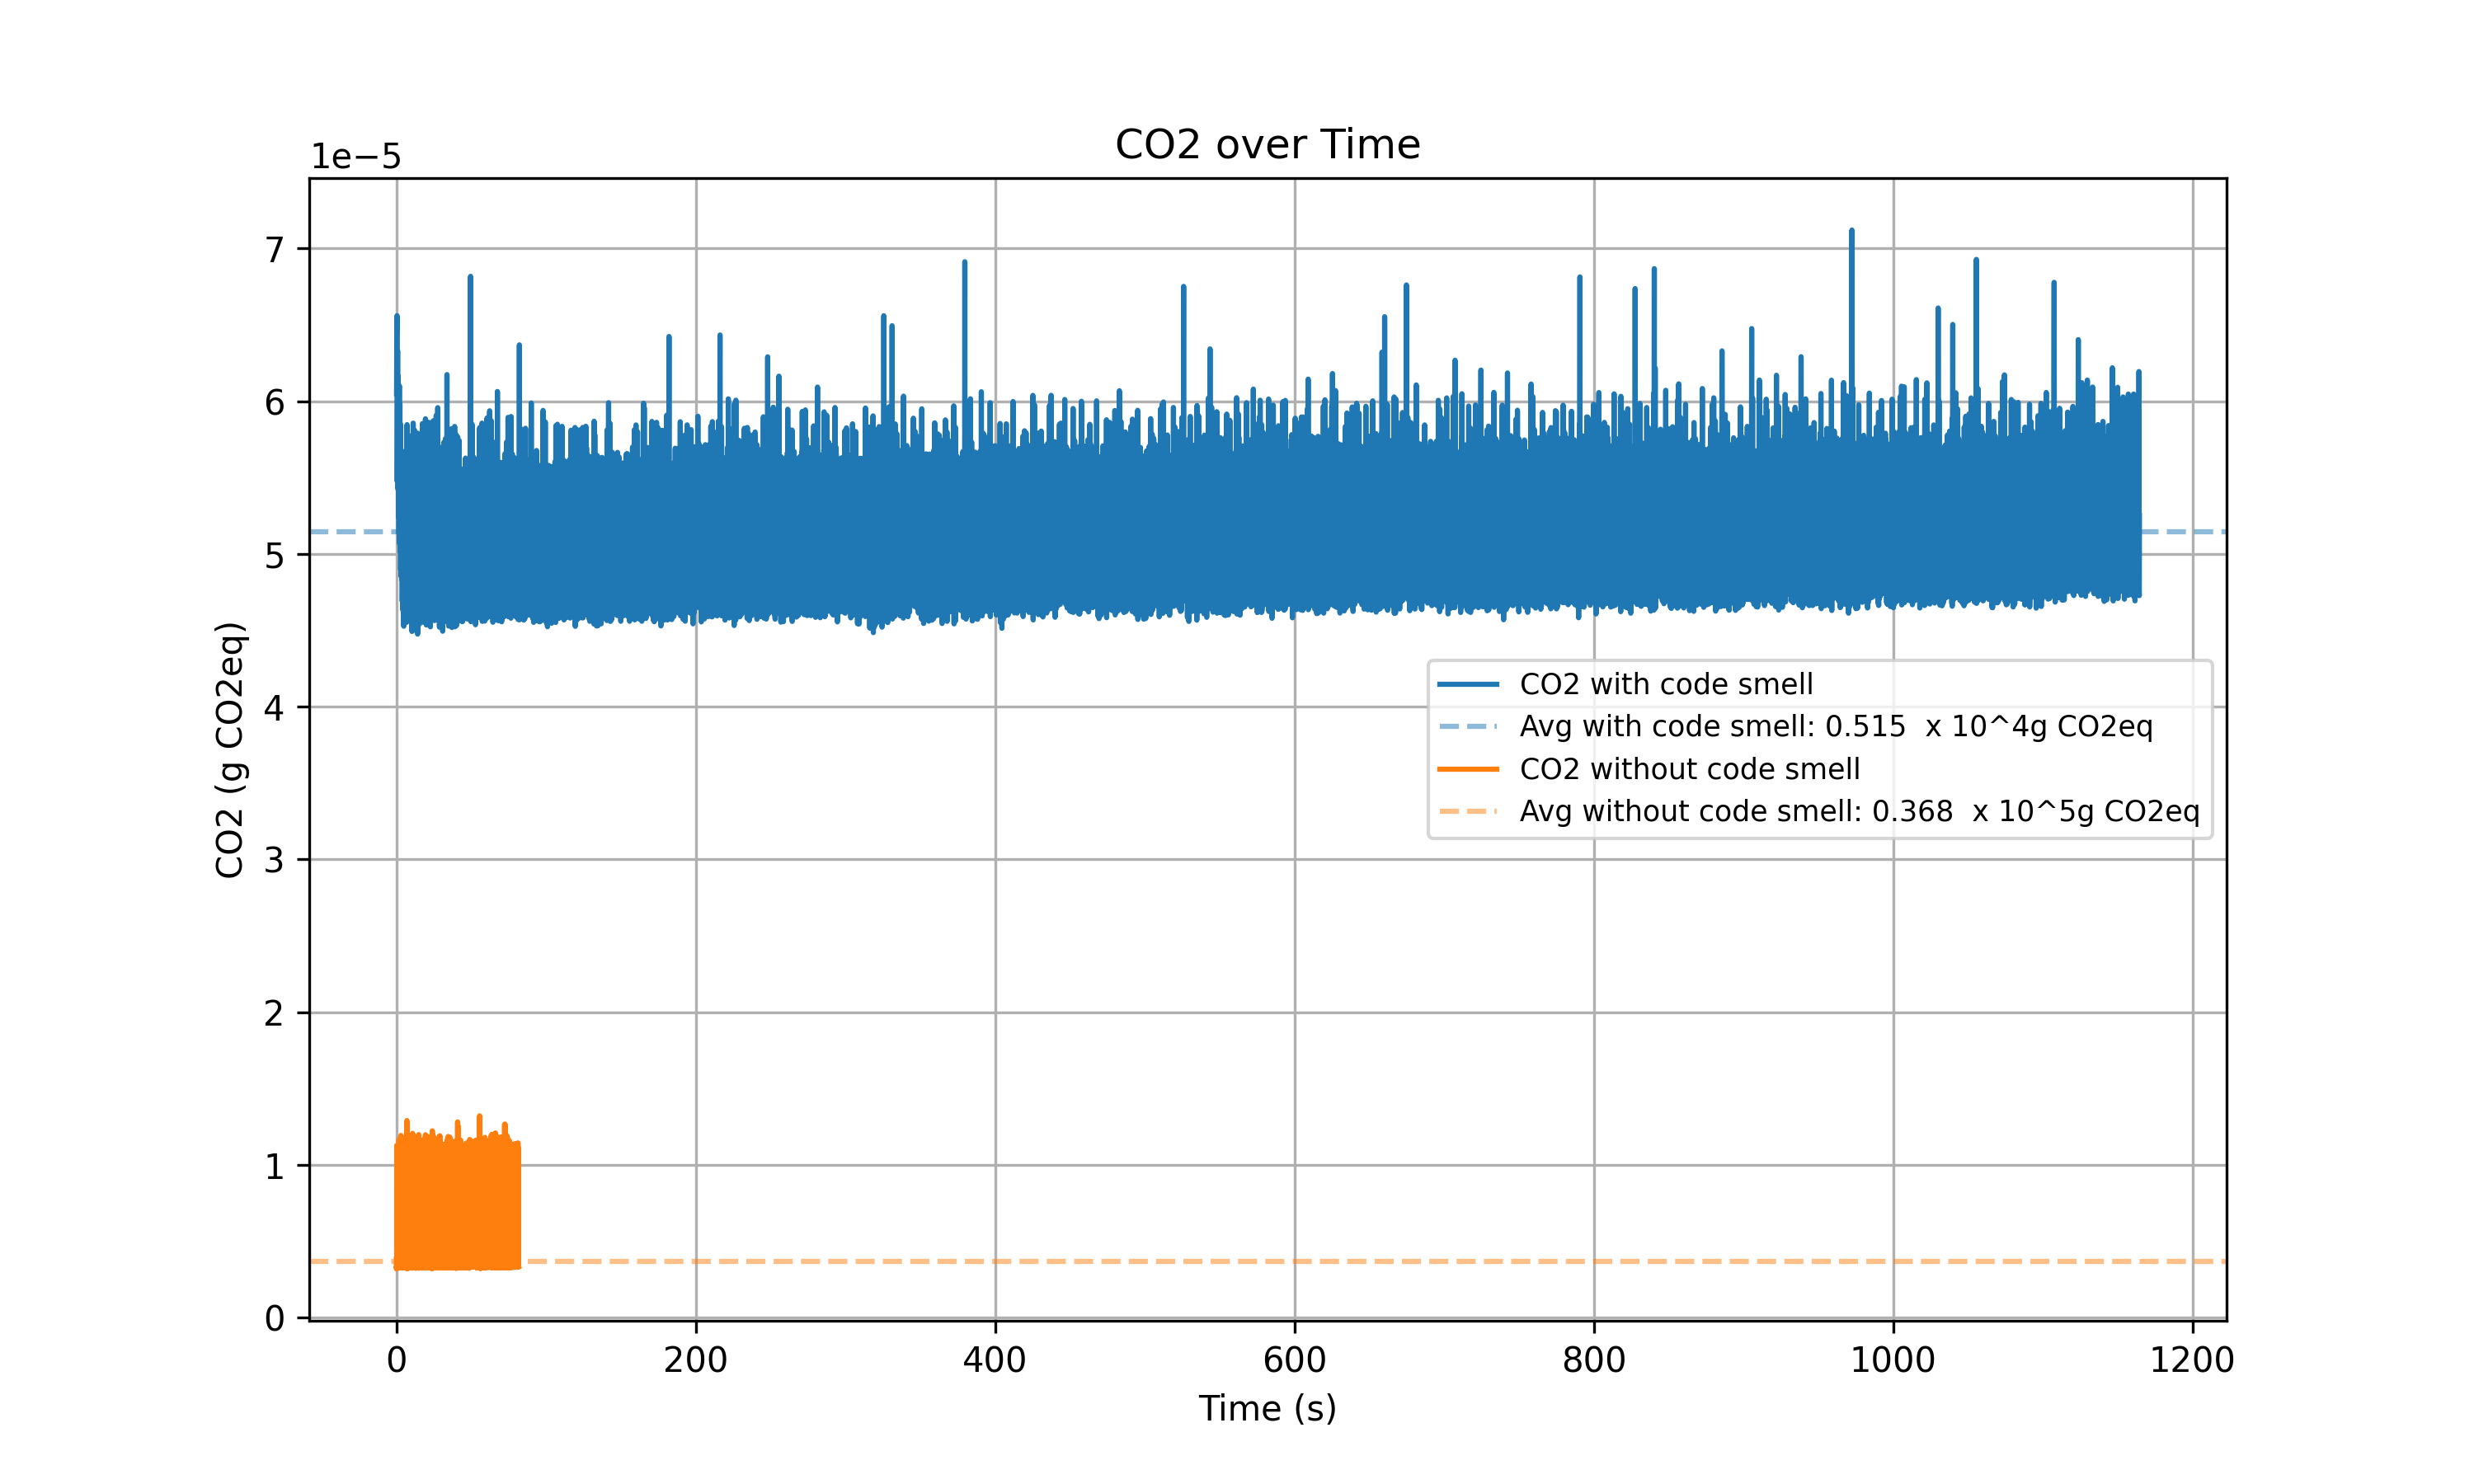 CO2 over Time
1e−5
7
6
5
4
3
2
1
0
CO2 (g CO2eq)
CO2 with code smell
Avg with code smell: 0.515  x 10^4g CO2eq
CO2 without code smell
Avg without code smell: 0.368  x 10^5g CO2eq
0 200 400 600 800 1000 1200
Time (s)